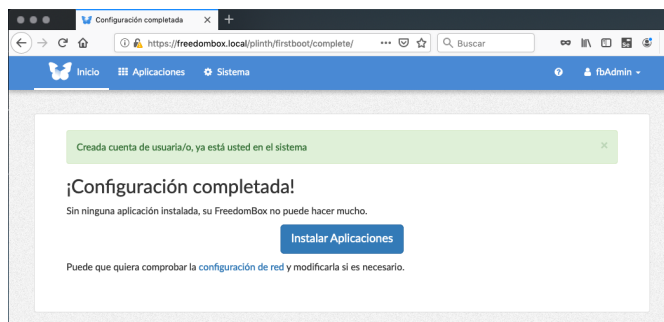 Configuración completada
https://freedombox.local/plinth/firstboot/complete/
Buscar
Inicio
Aplicaciones
Sistema
fbAdmin
Creada cuenta de usuaria/o, ya está usted en el sistema
¡Configuración completada!
Sin ninguna aplicación instalada, su FreedomBox no puede hacer mucho.
Instalar Aplicaciones
Puede que quiera comprobar la configuración de red y modificarla si es necesario.